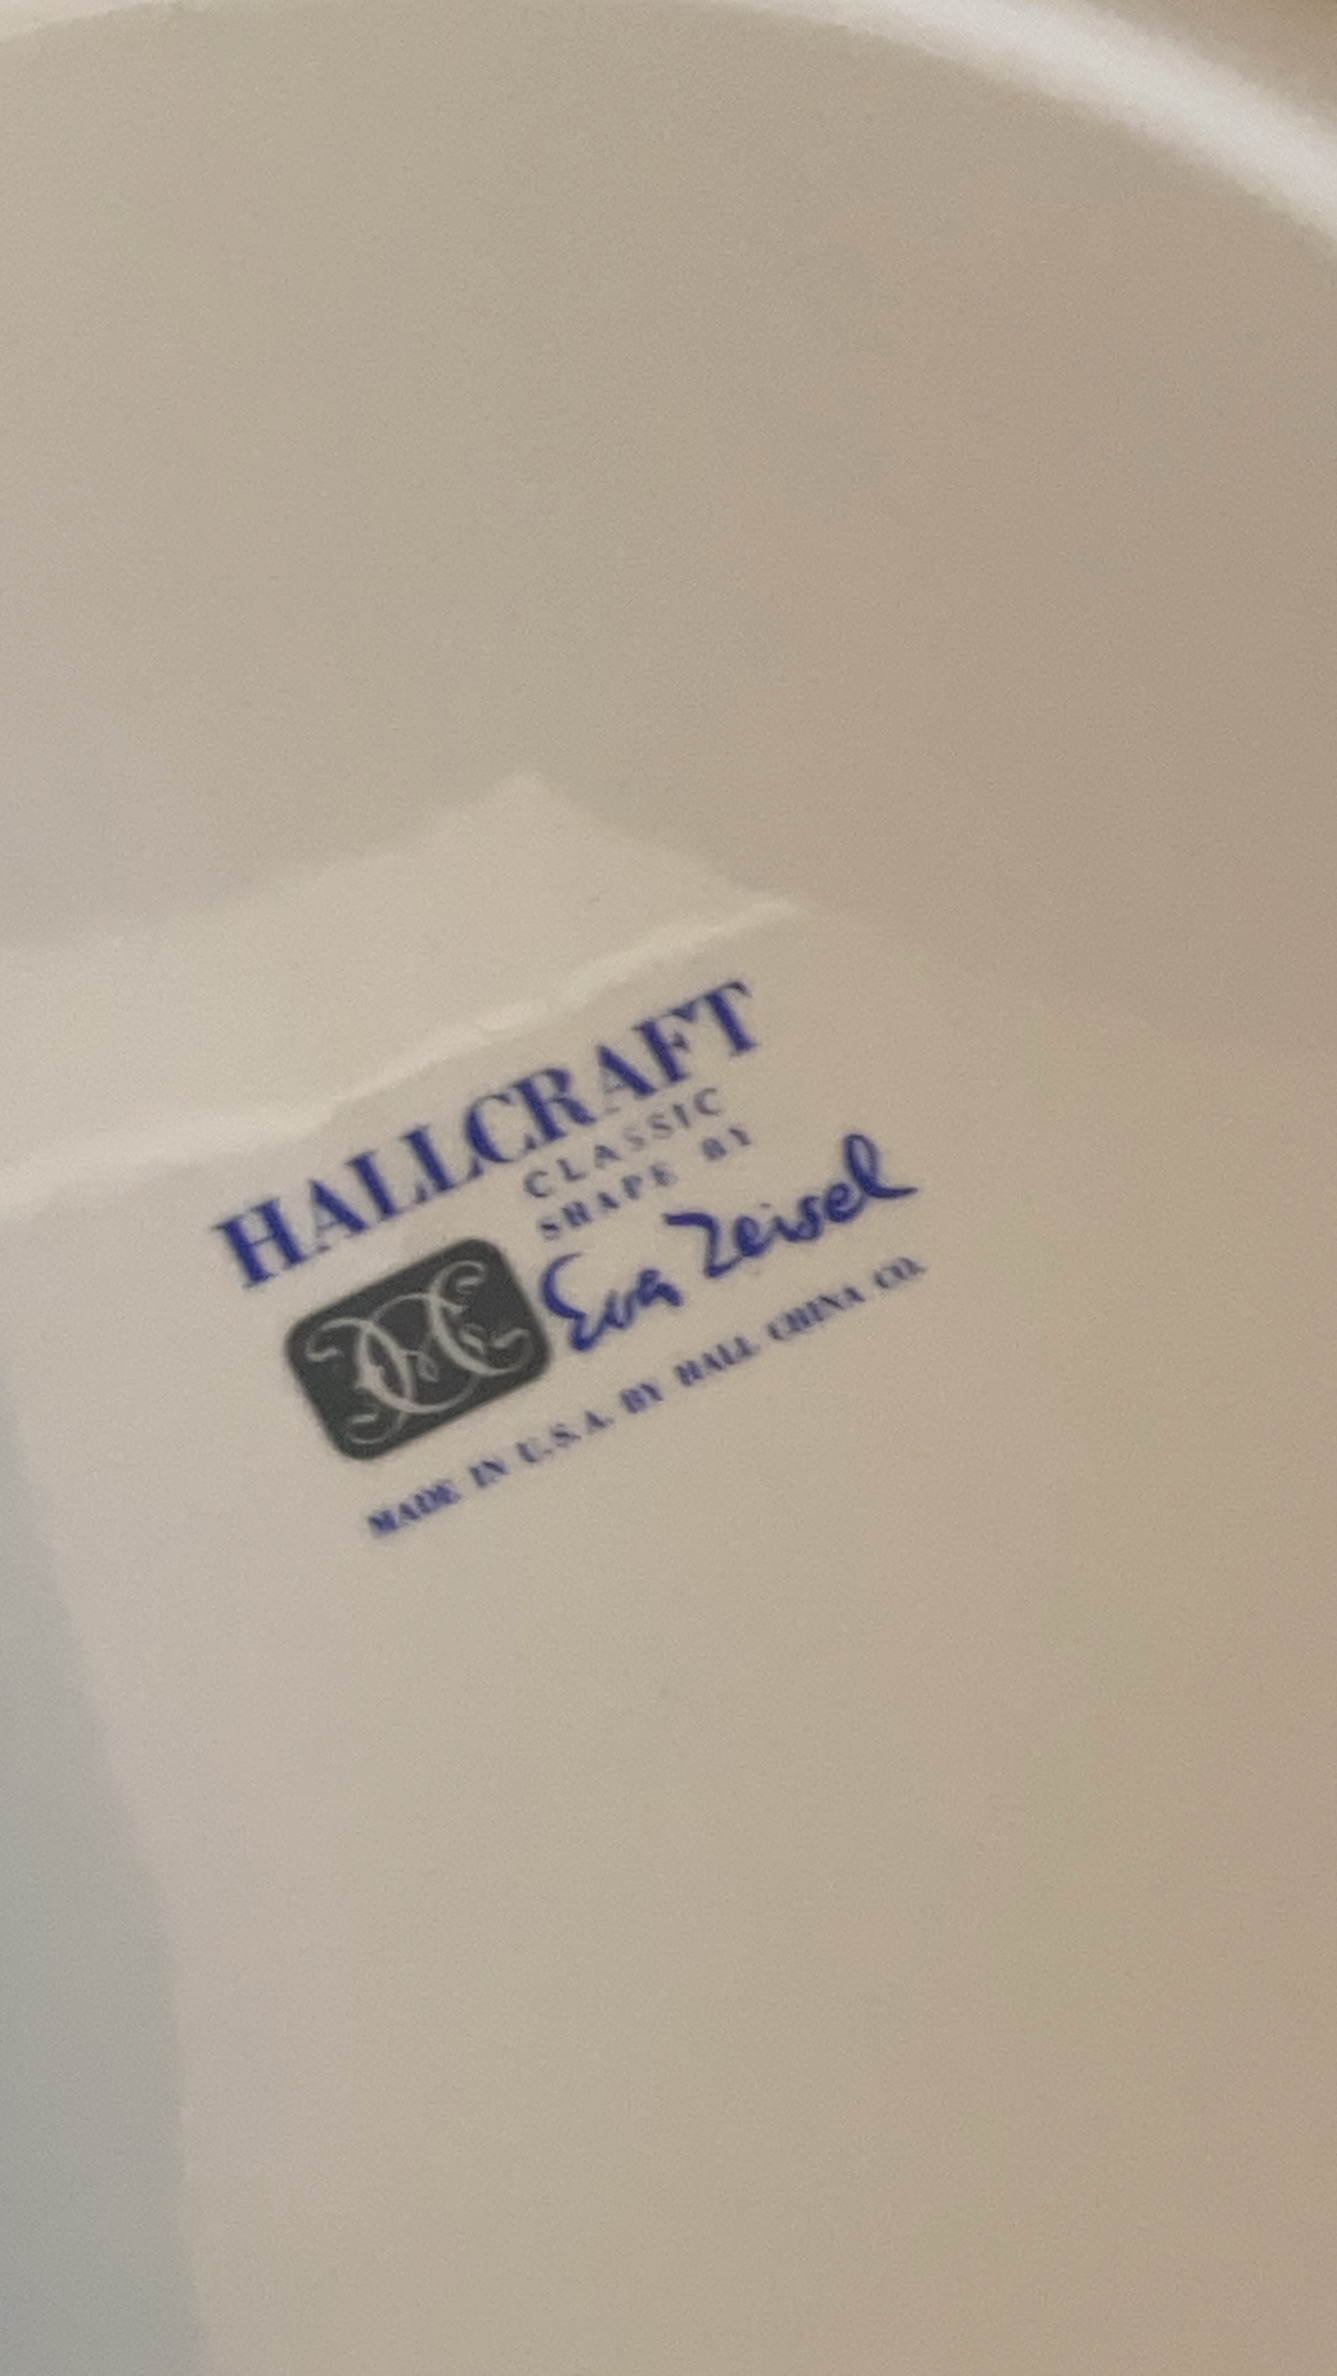 HALLCRAFT
CLASSIC
SHAPE BY
Eva Zeisel
MADE IN U.S.A. BY HALL CHINA CO.